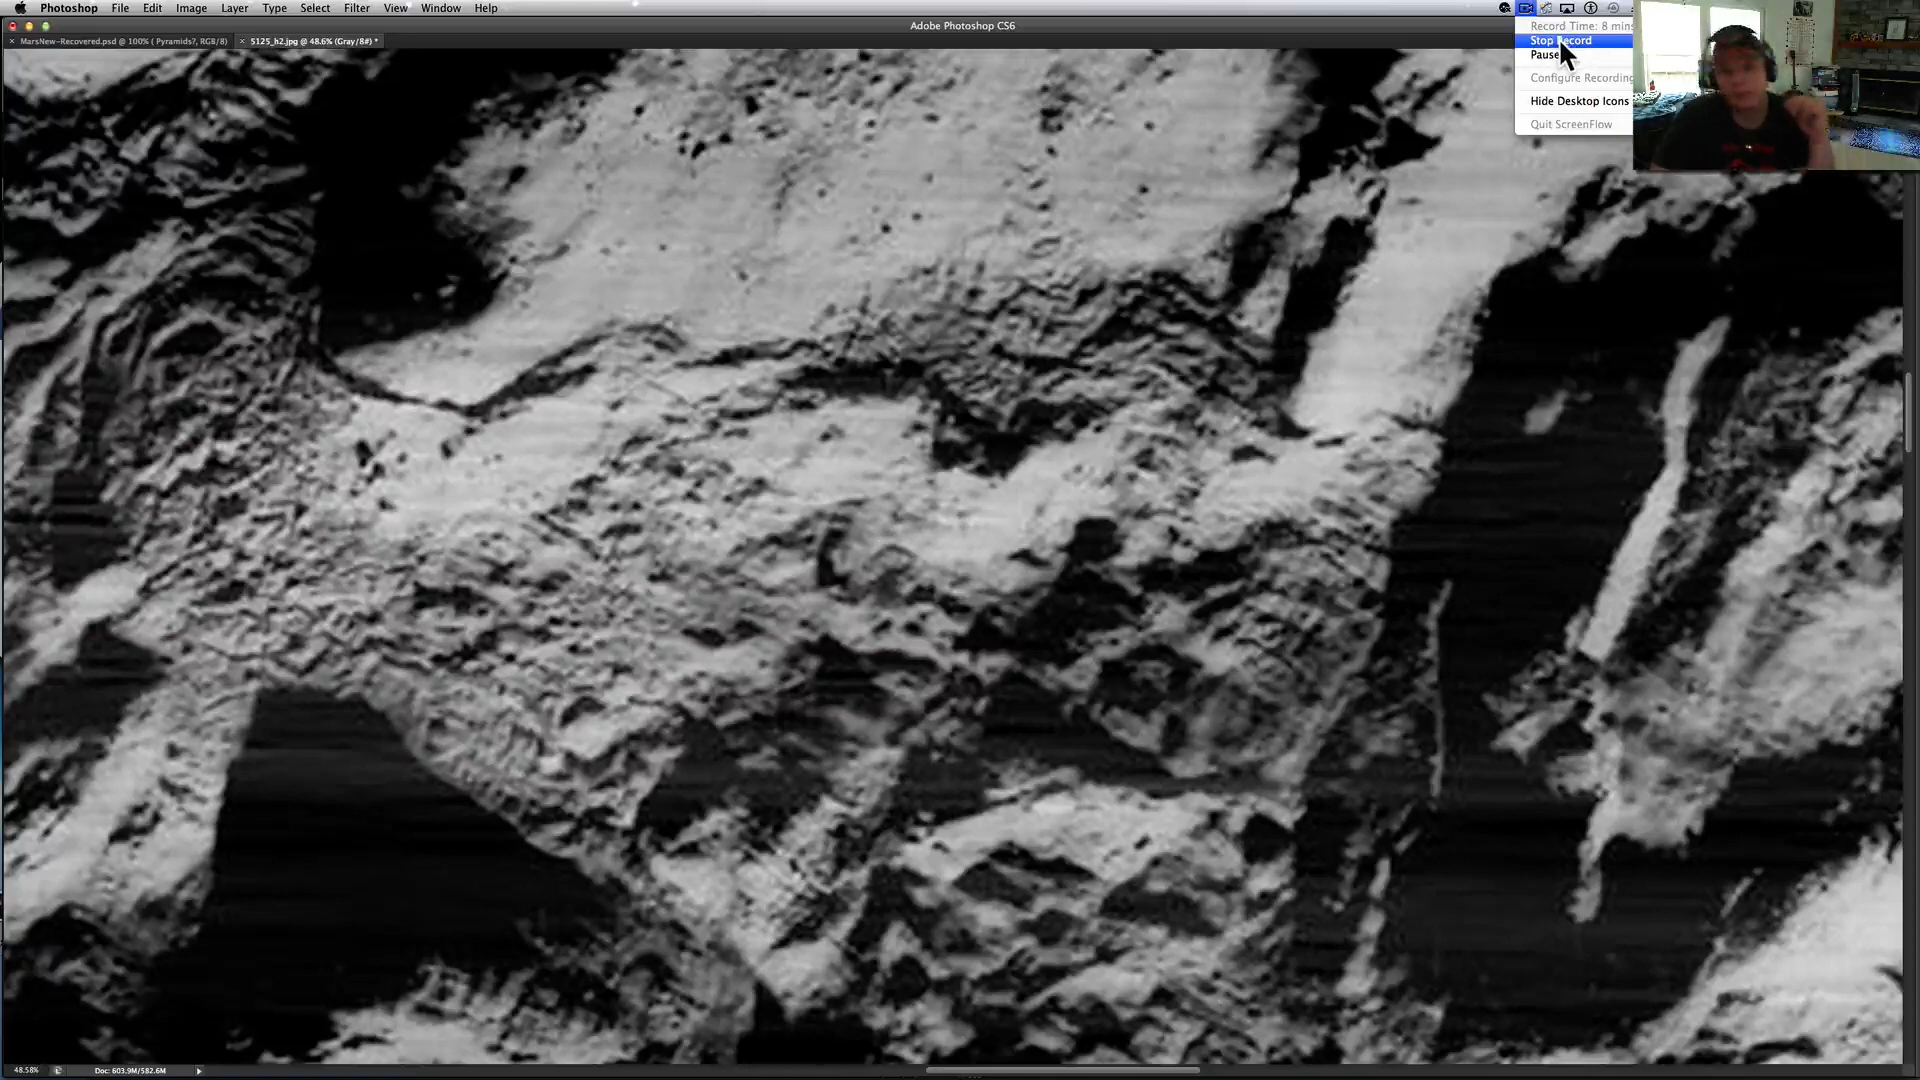 Photoshop File Edit Image Layer Type Select Filter View Window Help
Adobe Photoshop CS6
MarsNew-Recovered.psd @ 100% ( Pyramids?, RGB/8)
5125_h2.jpg @ 48.6% (Gray/8#) *
Record Time: 8 mins
Stop Record
Pause
Configure Recording
Hide Desktop Icons
Quit ScreenFlow
48.58%
Doc: 603.9M/582.6M